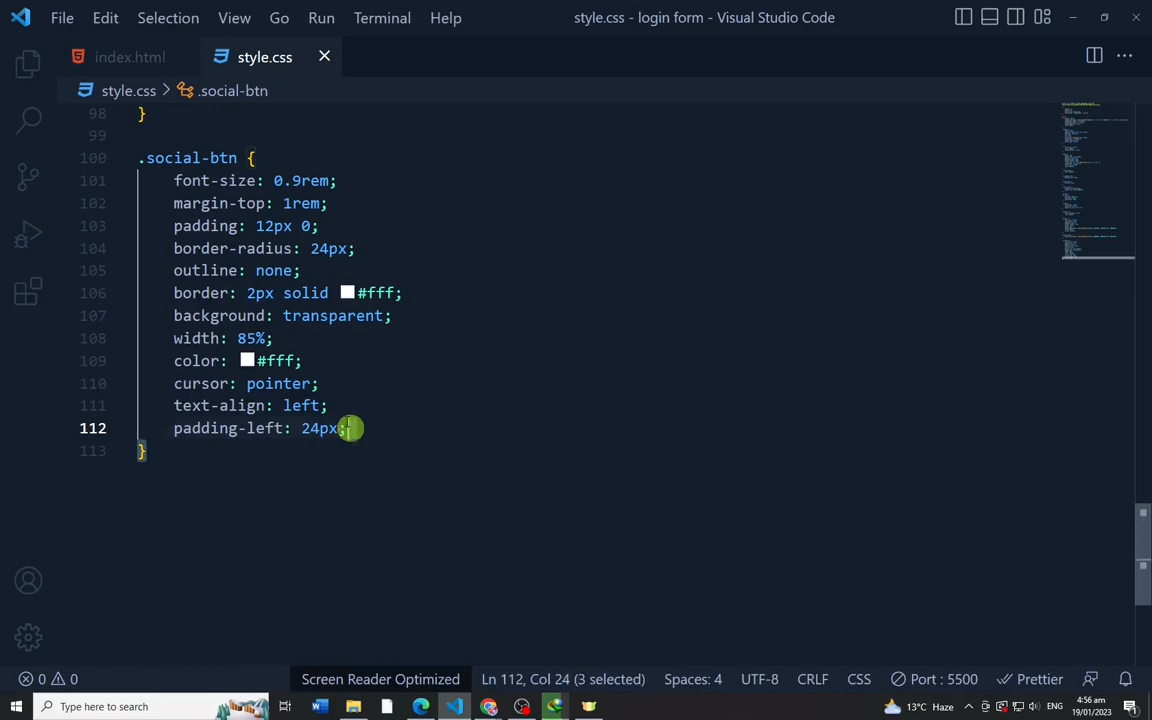 File Edit Selection View Go Run Terminal Help style.css - login form - Visual Studio Code
index.html style.css
style.css > .social-btn
98 }
99
100 .social-btn {
101 font-size: 0.9rem;
102 margin-top: 1rem;
103 padding: 12px 0;
104 border-radius: 24px;
105 outline: none;
106 border: 2px solid #fff;
107 background: transparent;
108 width: 85%;
109 color: #fff;
110 cursor: pointer;
111 text-align: left;
112 padding-left: 24px;
113 }
0 0 Screen Reader Optimized Ln 112, Col 24 (3 selected) Spaces: 4 UTF-8 CRLF CSS Port : 5500 Prettier
Type here to search 13°C Haze ENG 4:56 am
19/01/2023